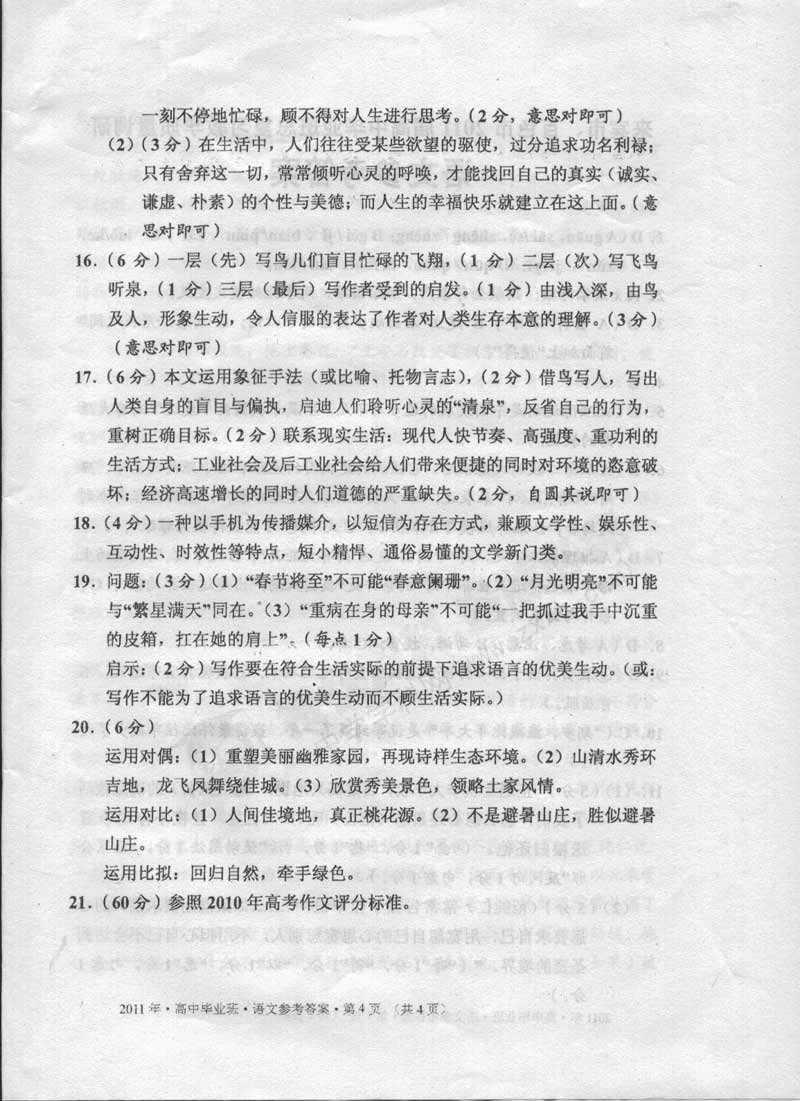 一刻不停地忙碌，顾不得对人生进行思考。（2 分，意思对即可）
(2)（3 分）在生活中，人们往往受某些欲望的驱使，过分追求功名利禄；
只有舍弃这一切，常常倾听心灵的呼唤，才能找回自己的真实（诚实、
谦虚、朴素）的个性与美德；而人生的幸福快乐就建立在这上面。（意
思对即可）
16．（6 分）一层（先）写鸟儿们盲目忙碌的飞翔，（1 分）二层（次）写飞鸟
听泉，（1 分）三层（最后）写作者受到的启发。（1 分）由浅入深，由鸟
及人，形象生动，令人信服的表达了作者对人类生存本意的理解。（3 分）
（意思对即可）
17．（6 分）本文运用象征手法（或比喻、托物言志），（2 分）借鸟写人，写出
人类自身的盲目与偏执，启迪人们聆听心灵的“清泉”，反省自己的行为，
重树正确目标。（2 分）联系现实生活：现代人快节奏、高强度、重功利的
生活方式；工业社会及后工业社会给人们带来便捷的同时对环境的恣意破
坏；经济高速增长的同时人们道德的严重缺失。（2 分，自圆其说即可）
18．（4 分）一种以手机为传播媒介，以短信为存在方式，兼顾文学性、娱乐性、
互动性、时效性等特点，短小精悍、通俗易懂的文学新门类。
19．问题：（3 分）（1）“春节将至”不可能“春意阑珊”。（2）“月光明亮”不可能
与“繁星满天”同在。（3）“重病在身的母亲”不可能“一把抓过我手中沉重
的皮箱，扛在她的肩上”。（每点 1 分）
启示：（2 分）写作要在符合生活实际的前提下追求语言的优美生动。（或：
写作不能为了追求语言的优美生动而不顾生活实际。）
20．（6 分）
运用对偶：（1）重塑美丽幽雅家园，再现诗样生态环境。（2）山清水秀环
吉地，龙飞凤舞绕佳城。（3）欣赏秀美景色，领略土家风情。
运用对比：（1）人间佳境地，真正桃花源。（2）不是避暑山庄，胜似避暑
山庄。
运用比拟：回归自然，牵手绿色。
21．（60 分）参照 2010 年高考作文评分标准。
2011 年·高中毕业班·语文参考答案·第 4 页 （共 4 页）